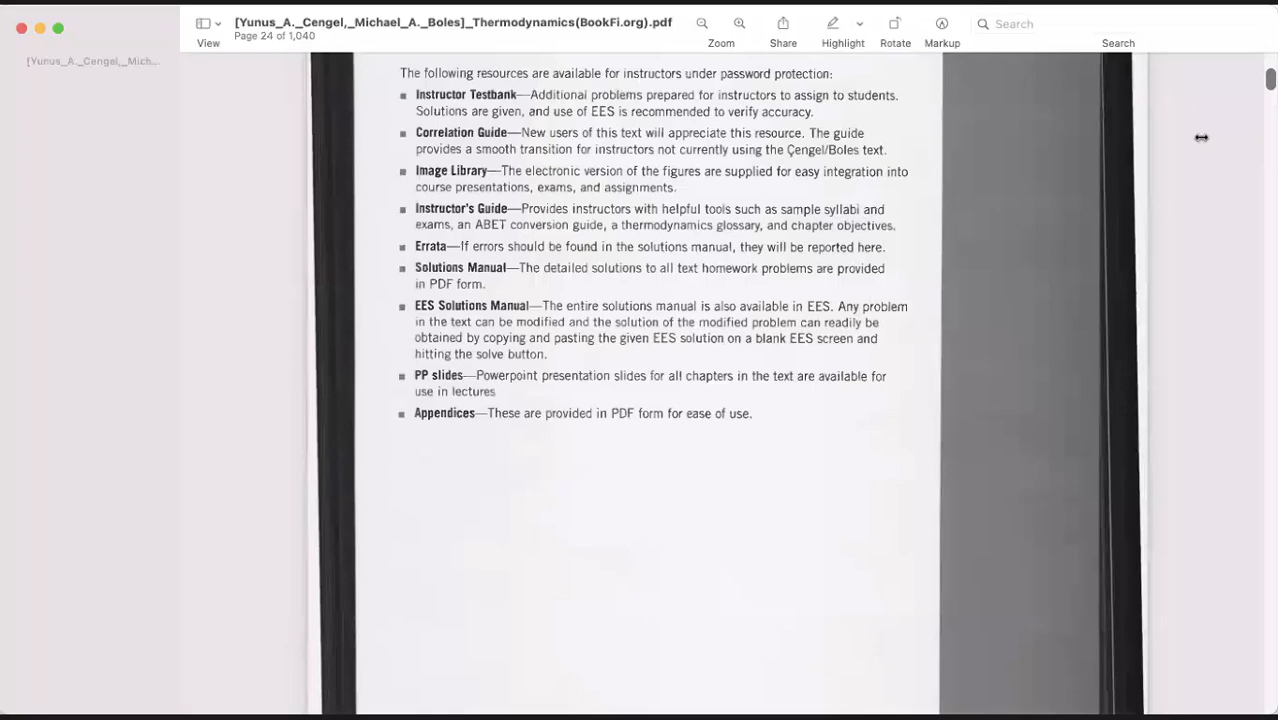 [Yunus_A._Cengel,_Michael_A._Boles]_Thermodynamics(BookFi.org).pdf
Page 24 of 1,040
View
Zoom
Share
Highlight
Rotate
Markup
Search
Search
[Yunus_A._Cengel,_Mich...
The following resources are available for instructors under password protection:
■ Instructor Testbank—Additional problems prepared for instructors to assign to students.
Solutions are given, and use of EES is recommended to verify accuracy.
■ Correlation Guide—New users of this text will appreciate this resource. The guide
provides a smooth transition for instructors not currently using the Çengel/Boles text.
■ Image Library—The electronic version of the figures are supplied for easy integration into
course presentations, exams, and assignments.
■ Instructor's Guide—Provides instructors with helpful tools such as sample syllabi and
exams, an ABET conversion guide, a thermodynamics glossary, and chapter objectives.
■ Errata—If errors should be found in the solutions manual, they will be reported here.
■ Solutions Manual—The detailed solutions to all text homework problems are provided
in PDF form.
■ EES Solutions Manual—The entire solutions manual is also available in EES. Any problem
in the text can be modified and the solution of the modified problem can readily be
obtained by copying and pasting the given EES solution on a blank EES screen and
hitting the solve button.
■ PP slides—Powerpoint presentation slides for all chapters in the text are available for
use in lectures
■ Appendices—These are provided in PDF form for ease of use.